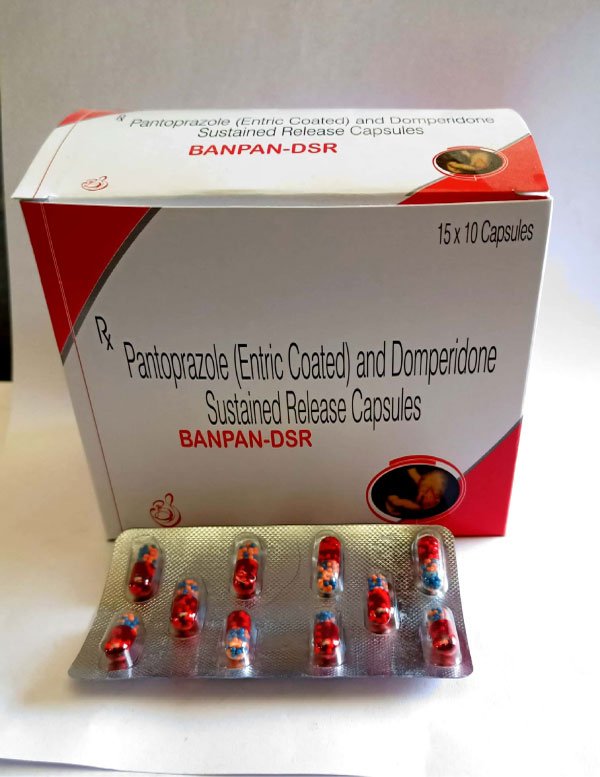 Rx Pantoprazole (Entric Coated) and Domperidone
Sustained Release Capsules
BANPAN-DSR
15 x 10 Capsules
Rx
Pantoprazole (Entric Coated) and Domperidone
Sustained Release Capsules
BANPAN-DSR